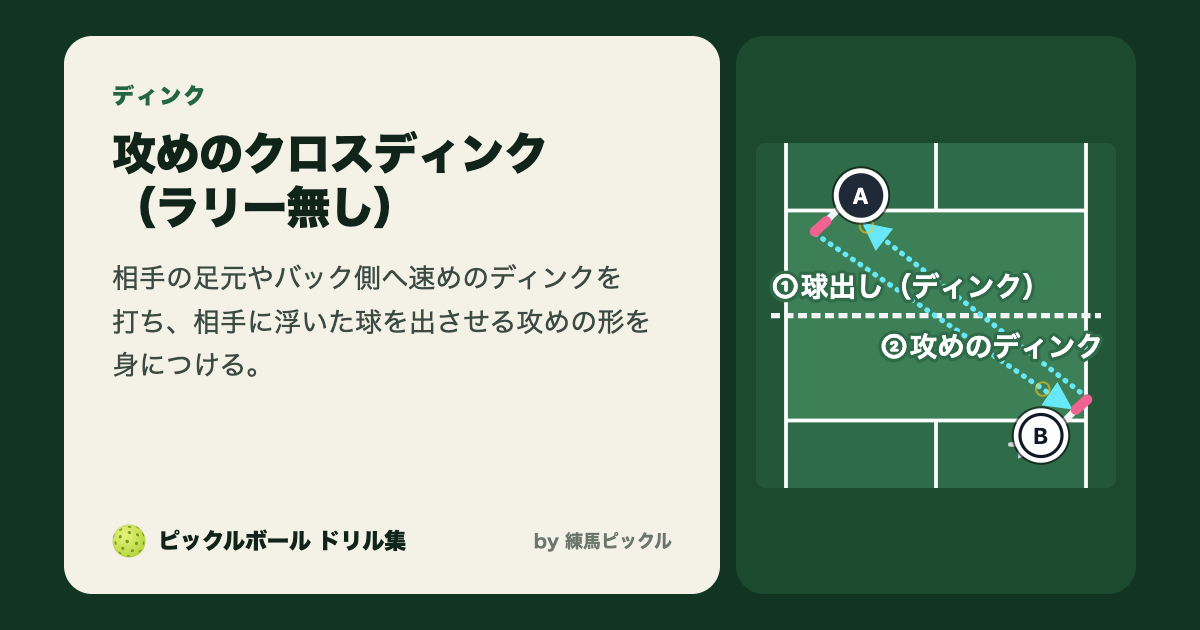 ディンク
攻めのクロスディンク
（ラリー無し）
相手の足元やバック側へ速めのディンクを
打ち、相手に浮いた球を出させる攻めの形を
身につける。
ピックルボール ドリル集
by 練馬ピックル
A
①球出し（ディンク）
②攻めのディンク
B